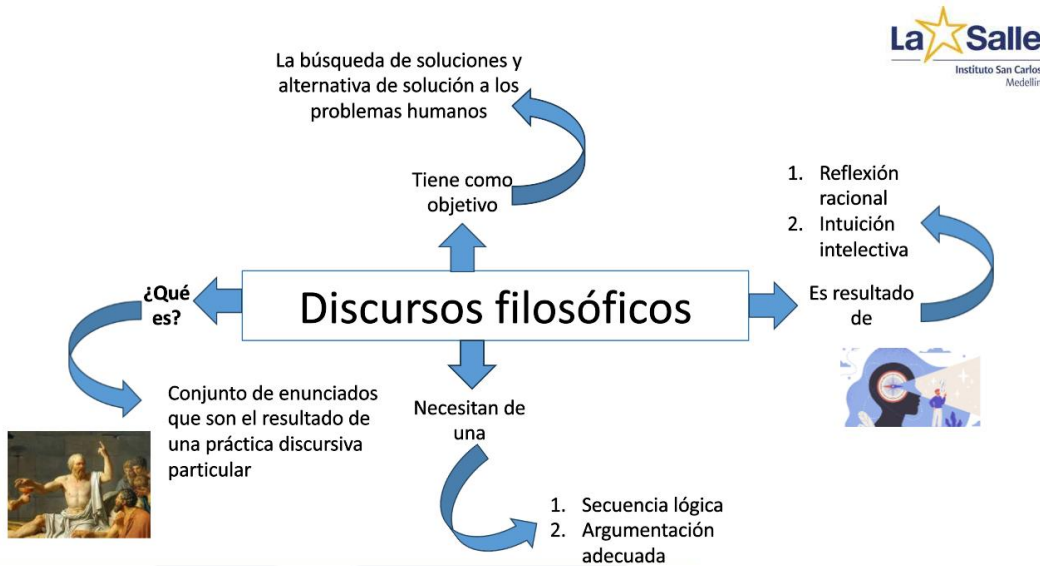 La Salle
Instituto San Carlos
Medellín
La búsqueda de soluciones y
alternativa de solución a los
problemas humanos
Tiene como
objetivo
1. Reflexión
racional
2. Intuición
intelectiva
Es resultado
de
¿Qué
es?
Discursos filosóficos
Conjunto de enunciados
que son el resultado de
una práctica discursiva
particular
Necesitan de
una
1. Secuencia lógica
2. Argumentación
adecuada